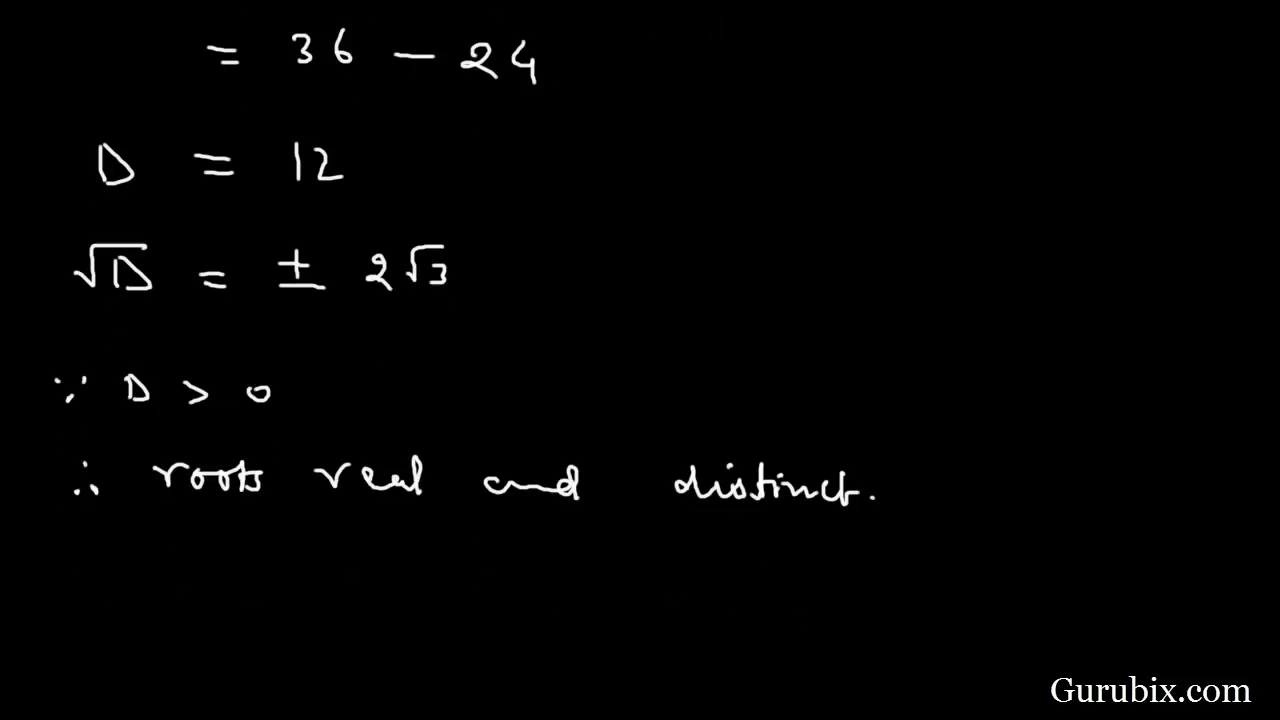 = 36 - 24
D = 12
√D = ± 2√3
∵ D > 0
∴ roots real and distinct.
Gurubix.com